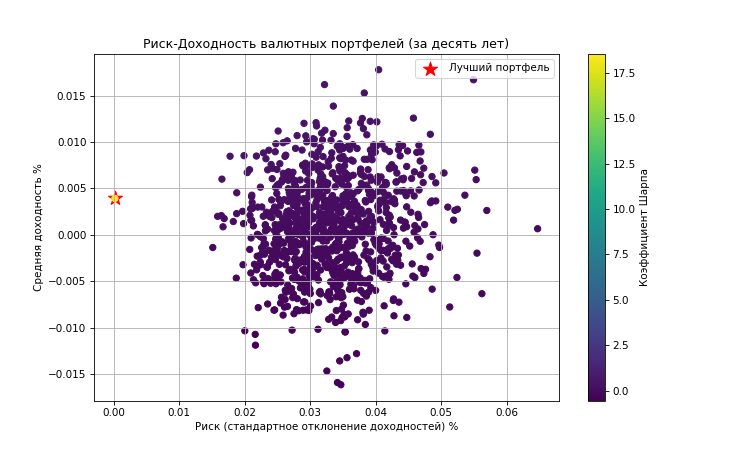 Риск-Доходность валютных портфелей (за десять лет)
Лучший портфель
0.015
0.010
0.005
0.000
−0.005
−0.010
−0.015
Средняя доходность %
0.00 0.01 0.02 0.03 0.04 0.05 0.06
Риск (стандартное отклонение доходностей) %
17.5
15.0
12.5
10.0
7.5
5.0
2.5
0.0
Коэффициент Шарпа